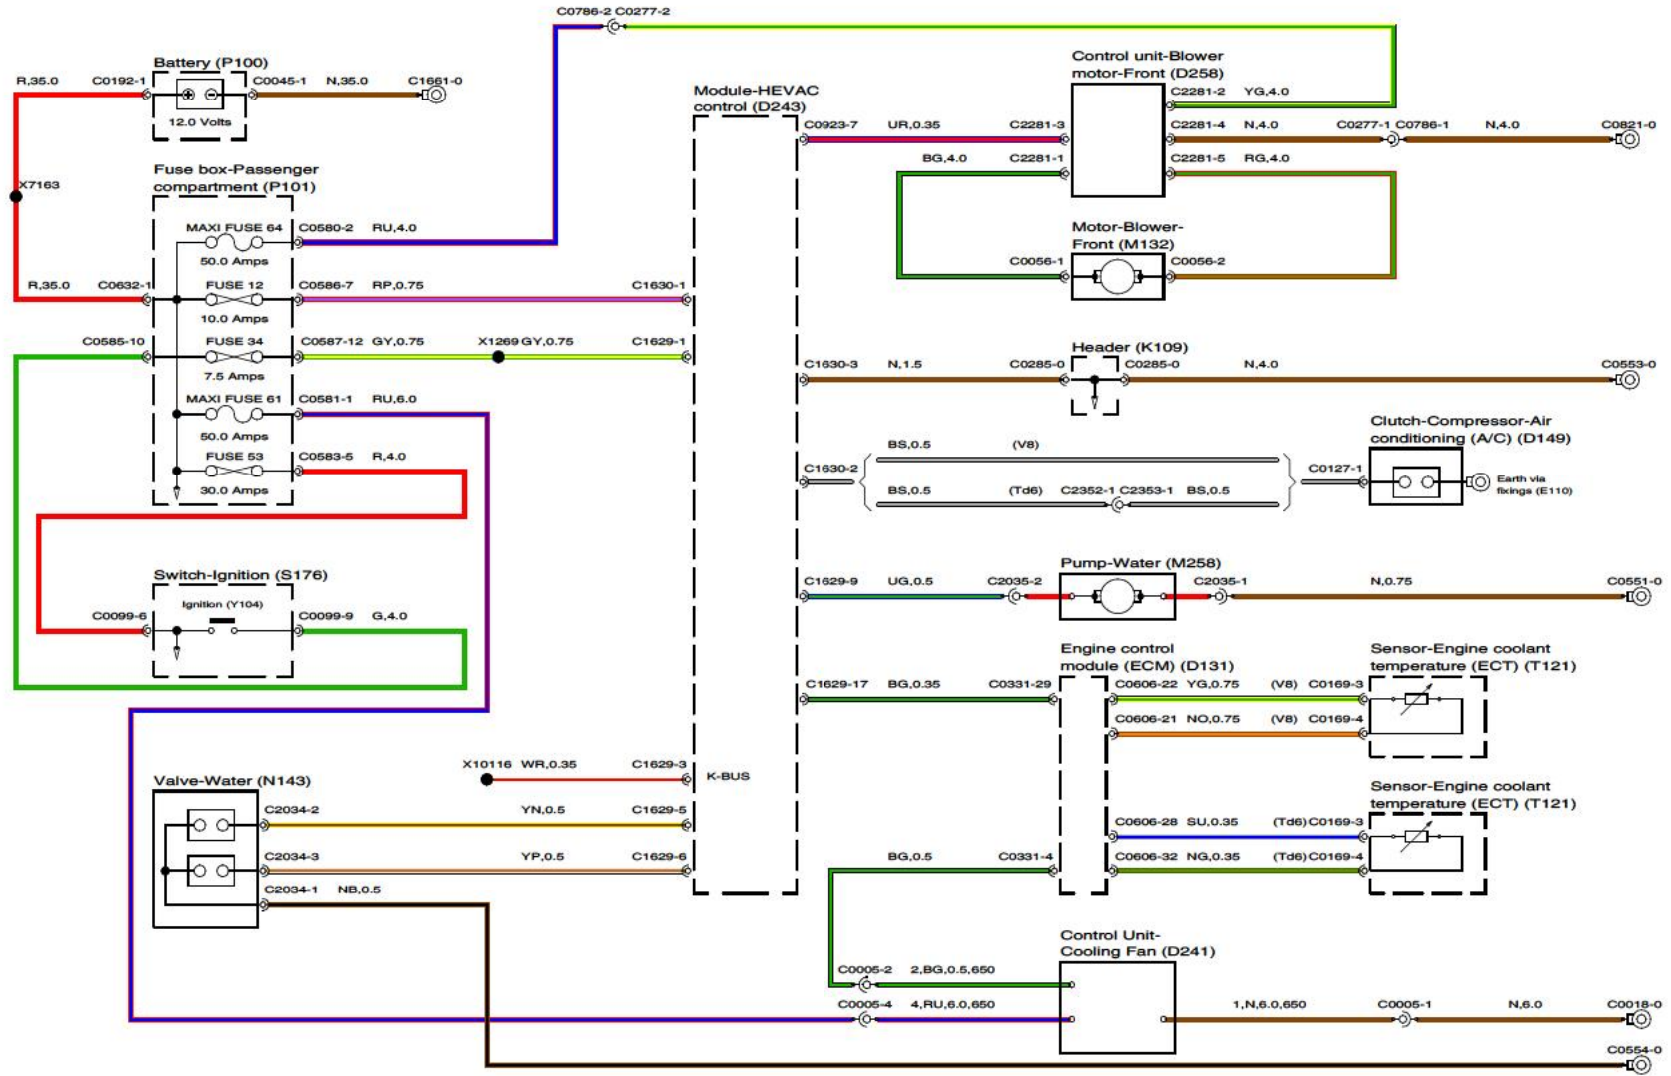 C0786-2 C0277-2
Battery (P100)
R,35.0 C0192-1 C0045-1 N,35.0 C1661-0
12.0 Volts
X7163
Fuse box-Passenger
compartment (P101)
MAXI FUSE 64 C0580-2 RU,4.0
50.0 Amps
R,35.0 C0632-1 FUSE 12 C0586-7 RP,0.75 C1630-1
10.0 Amps
C0585-10 FUSE 34 C0587-12 GY,0.75 X1269 GY,0.75 C1629-1
7.5 Amps
MAXI FUSE 61 C0581-1 RU,6.0
50.0 Amps
FUSE 53 C0583-5 R,4.0
30.0 Amps
Switch-Ignition (S176)
Ignition (Y104)
C0099-6 C0099-9 G,4.0
X10116 WR,0.35 C1629-3
K-BUS
Valve-Water (N143)
C2034-2 YN,0.5 C1629-5
C2034-3 YP,0.5 C1629-6
C2034-1 NB,0.5
Module-HEVAC
control (D243)
Control unit-Blower
motor-Front (D258)
C2281-2 YG,4.0
C0923-7 UR,0.35 C2281-3 C2281-4 N,4.0 C0277-1 C0786-1 N,4.0 C0821-0
BG,4.0 C2281-1 C2281-5 RG,4.0
Motor-Blower-
Front (M132)
C0056-1 C0056-2
Header (K109)
C1630-3 N,1.5 C0285-0 C0285-0 N,4.0 C0553-0
Clutch-Compressor-Air
conditioning (A/C) (D149)
BS,0.5 (V8)
C1630-2 C0127-1
Earth via
fixings (E110)
BS,0.5 (Td6) C2352-1 C2353-1 BS,0.5
Pump-Water (M258)
C1629-9 UG,0.5 C2035-2 C2035-1 N,0.75 C0551-0
Engine control
module (ECM) (D131)
Sensor-Engine coolant
temperature (ECT) (T121)
C1629-17 BG,0.35 C0331-29 C0606-22 YG,0.75 (V8) C0169-3
C0606-21 NO,0.75 (V8) C0169-4
Sensor-Engine coolant
temperature (ECT) (T121)
C0606-28 SU,0.35 (Td6) C0169-3
BG,0.5 C0331-4 C0606-32 NG,0.35 (Td6) C0169-4
Control Unit-
Cooling Fan (D241)
C0005-2 2,BG,0.5,650
C0005-4 4,RU,6.0,650 1,N,6.0,650 C0005-1 N,6.0 C0018-0
C0554-0